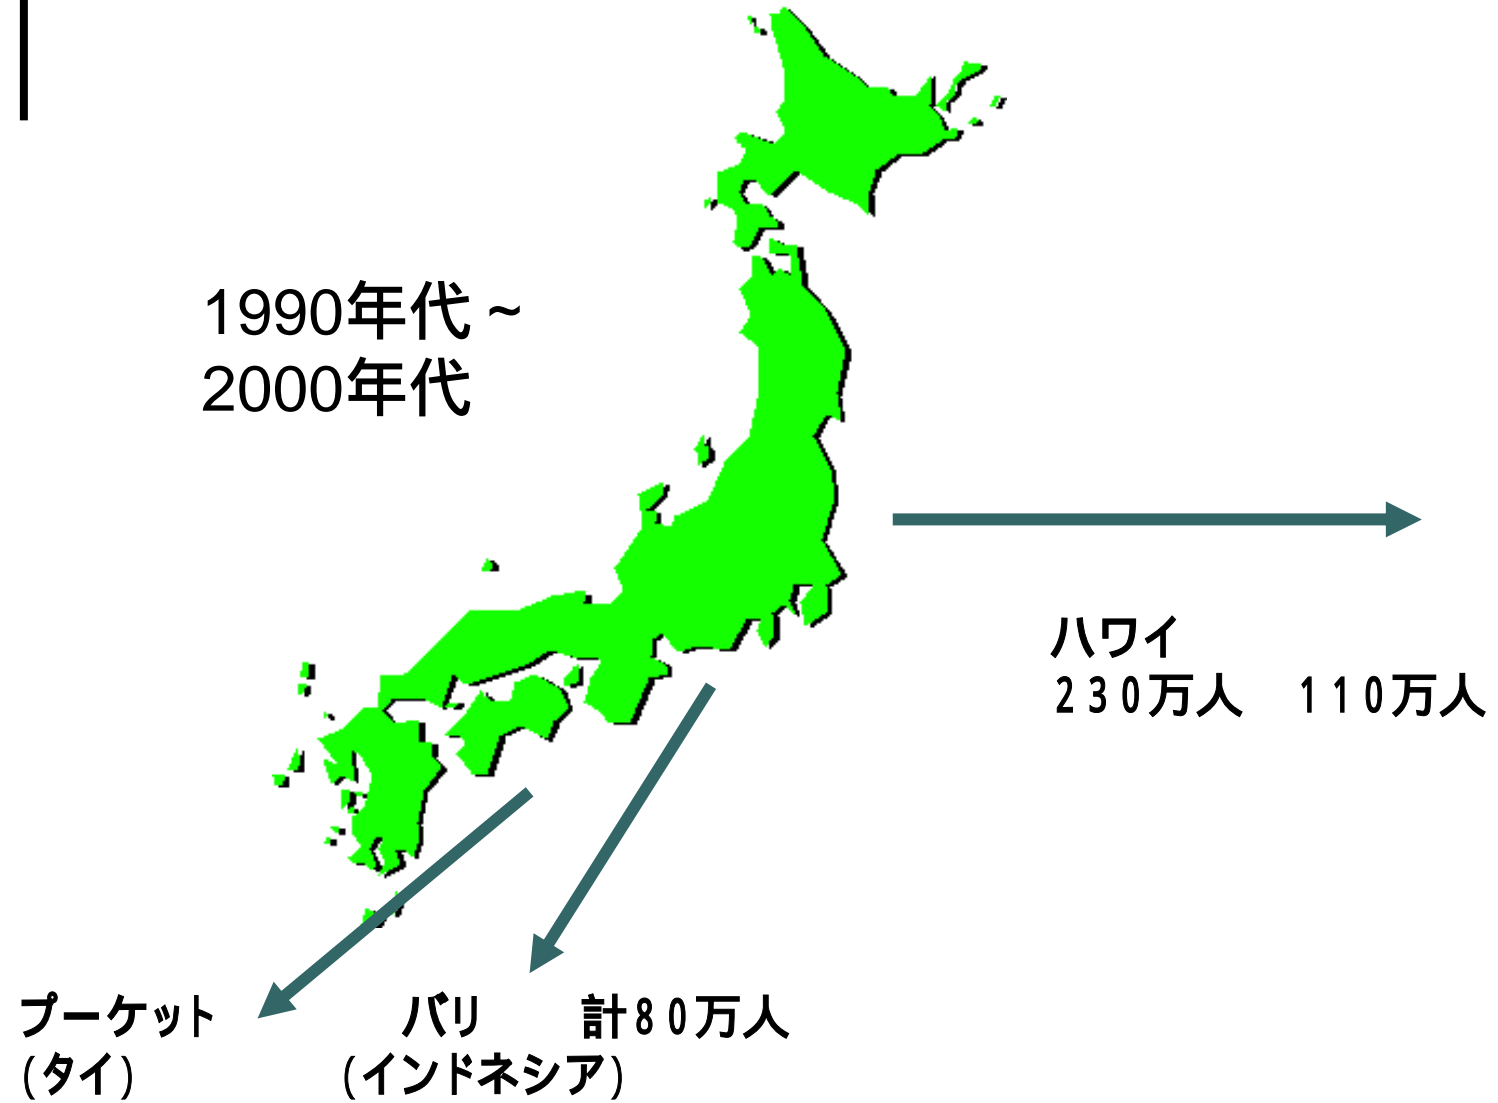 1990年代~
2000年代
ハワイ
230万人　110万人
プーケット　バリ　計80万人
(タイ)　(インドネシア)